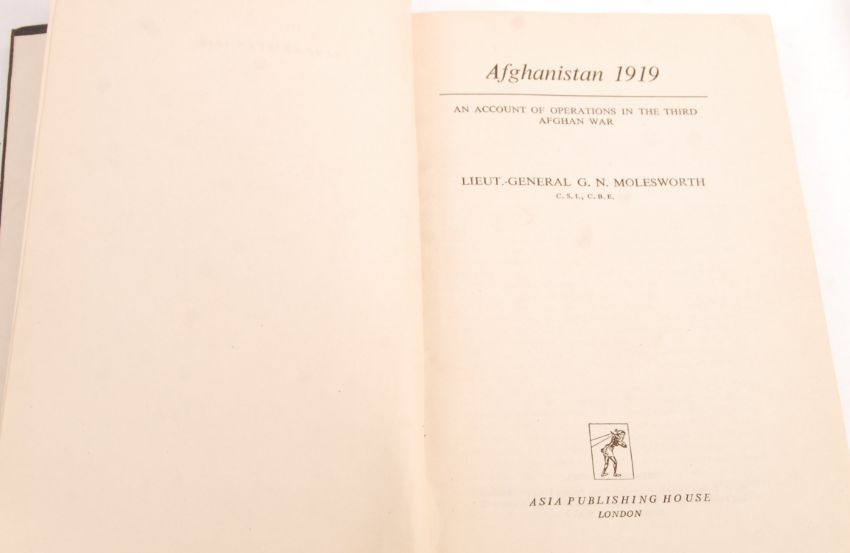 Afghanistan 1919
AN ACCOUNT OF OPERATIONS IN THE THIRD
AFGHAN WAR
LIEUT.-GENERAL G. N. MOLESWORTH
C. S. I., C. B. E.
ASIA PUBLISHING HOUSE
LONDON